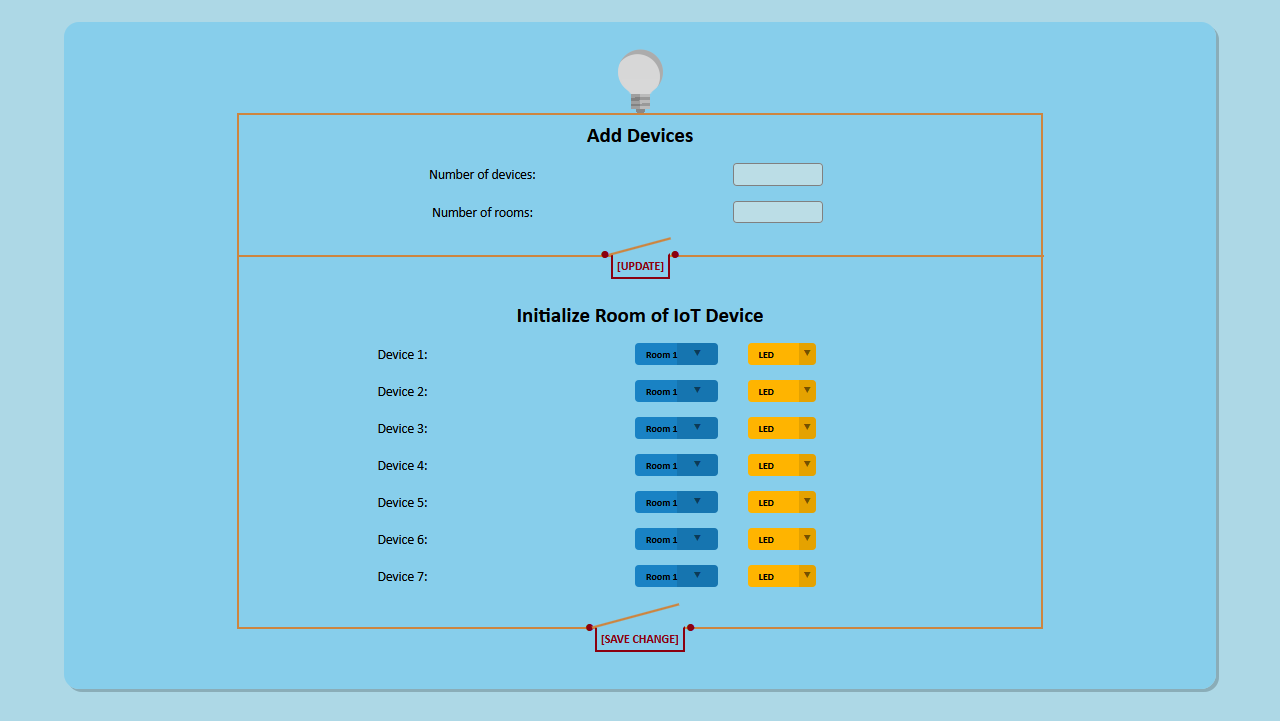 Add Devices
Number of devices:
Number of rooms:
[UPDATE]
Initialize Room of IoT Device
Device 1: Room 1 LED
Device 2: Room 1 LED
Device 3: Room 1 LED
Device 4: Room 1 LED
Device 5: Room 1 LED
Device 6: Room 1 LED
Device 7: Room 1 LED
[SAVE CHANGE]